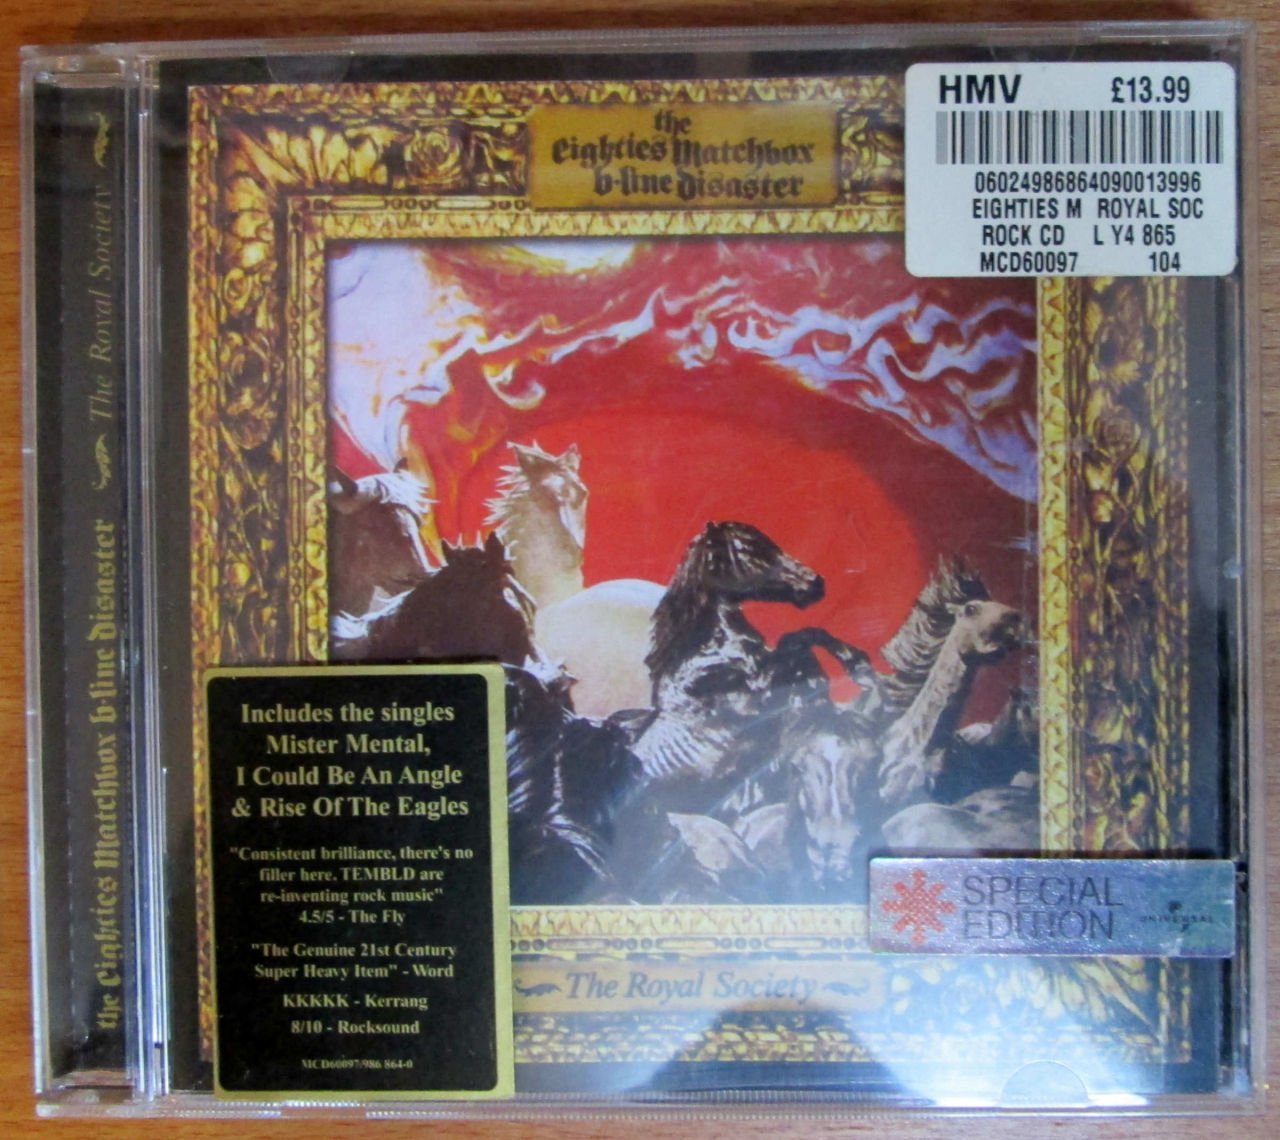 the Eighties Matchbox b-line disaster
The Royal Society
the
Eighties Matchbox
b-line disaster
HMV £13.99
06024986864090013996
EIGHTIES M ROYAL SOC
ROCK CD L Y4 865
MCD60097 104
Includes the singles
Mister Mental,
I Could Be An Angle
& Rise Of The Eagles
"Consistent brilliance, there's no
filler here. TEMBLD are
re-inventing rock music"
4.5/5 - The Fly
"The Genuine 21st Century
Super Heavy Item" - Word
KKKKK - Kerrang
8/10 - Rocksound
MCD60097/986 864-0
SPECIAL
EDITION
UNIVERSAL
The Royal Society